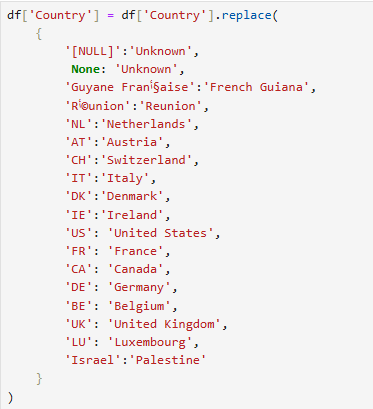 df['Country'] = df['Country'].replace(
{
'[NULL]':'Unknown',
None: 'Unknown',
'Guyane Fran╬§aise':'French Guiana',
'R╬©union':'Reunion',
'NL':'Netherlands',
'AT':'Austria',
'CH':'Switzerland',
'IT':'Italy',
'DK':'Denmark',
'IE':'Ireland',
'US': 'United States',
'FR': 'France',
'CA': 'Canada',
'DE': 'Germany',
'BE': 'Belgium',
'UK': 'United Kingdom',
'LU': 'Luxembourg',
'Israel':'Palestine'
}
)